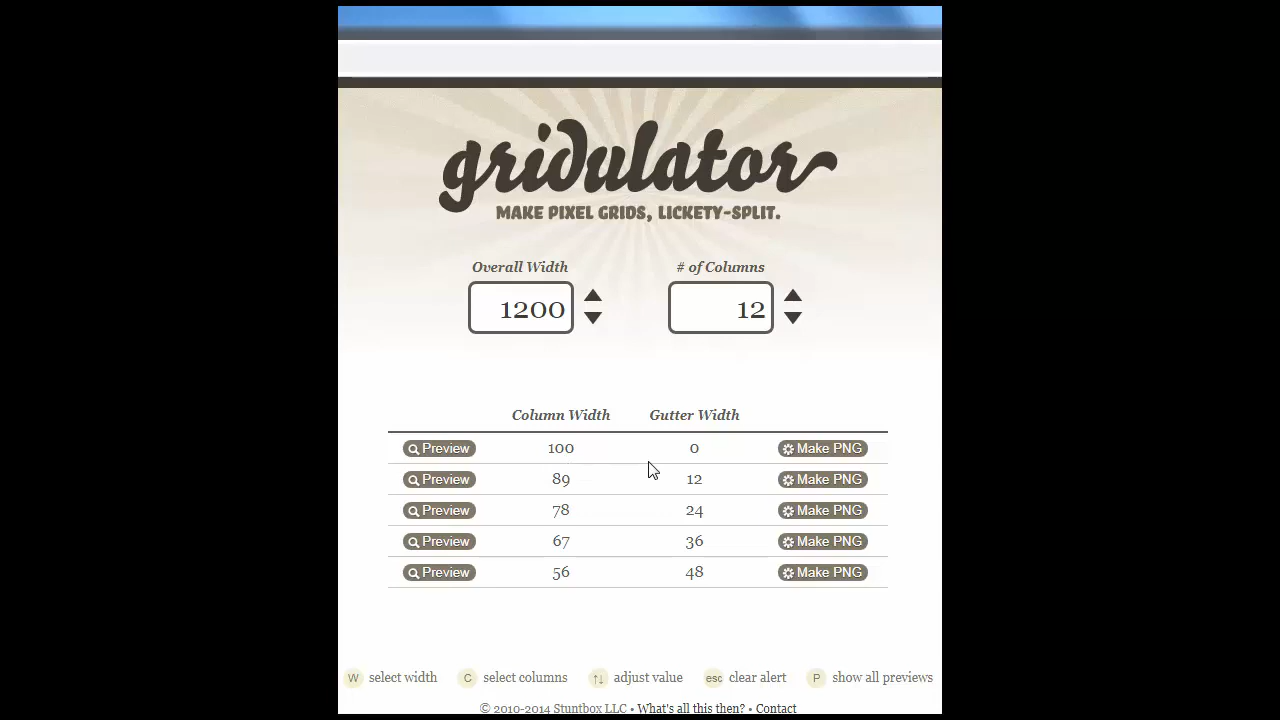 gridulator
MAKE PIXEL GRIDS, LICKETY-SPLIT.
Overall Width # of Columns
1200 12
Column Width Gutter Width
Preview 100 0 Make PNG
Preview 89 12 Make PNG
Preview 78 24 Make PNG
Preview 67 36 Make PNG
Preview 56 48 Make PNG
W select width C select columns ↑↓ adjust value esc clear alert P show all previews
© 2010-2014 Stuntbox LLC • What's all this then? • Contact